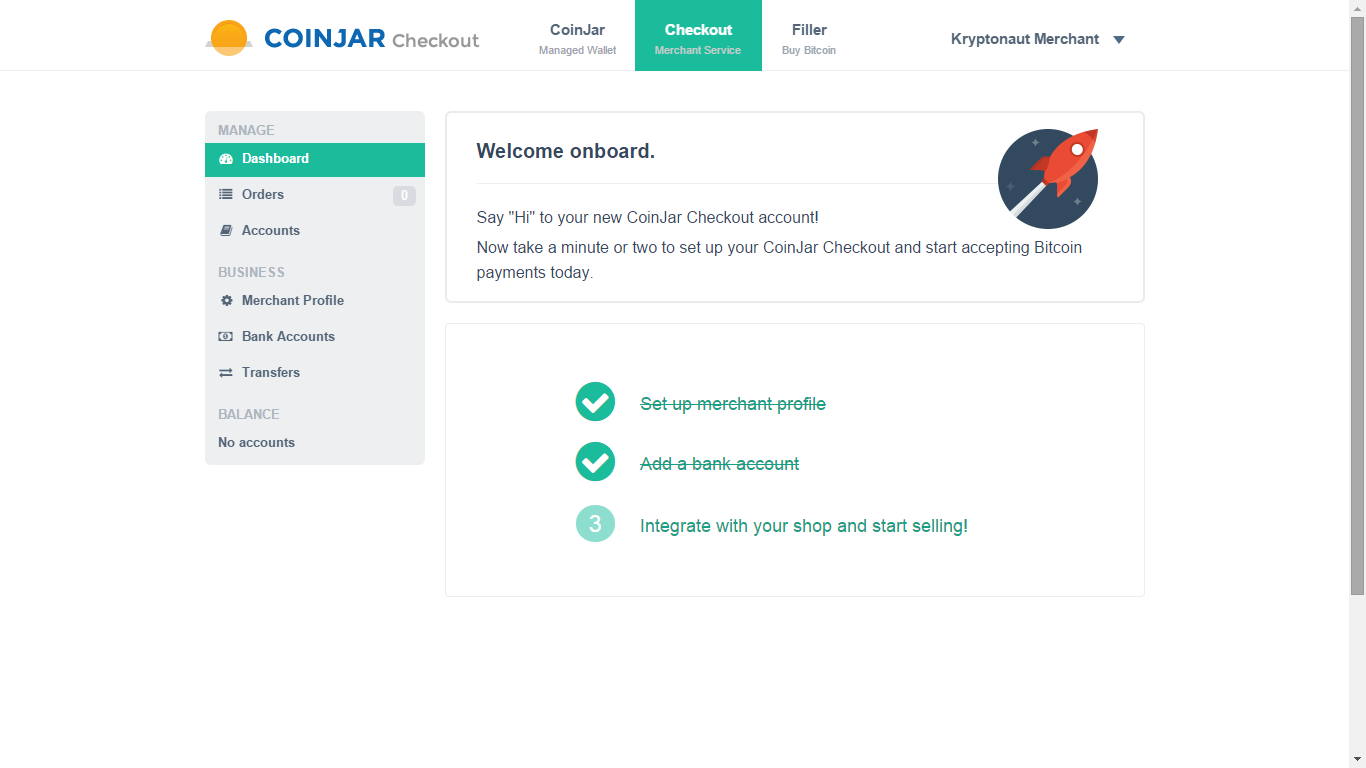 COINJAR Checkout
CoinJar
Managed Wallet
Checkout
Merchant Service
Filler
Buy Bitcoin
Kryptonaut Merchant
MANAGE
Dashboard
Orders 0
Accounts
BUSINESS
Merchant Profile
Bank Accounts
Transfers
BALANCE
No accounts
Welcome onboard.
Say "Hi" to your new CoinJar Checkout account!
Now take a minute or two to set up your CoinJar Checkout and start accepting Bitcoin
payments today.
Set up merchant profile
Add a bank account
3 Integrate with your shop and start selling!